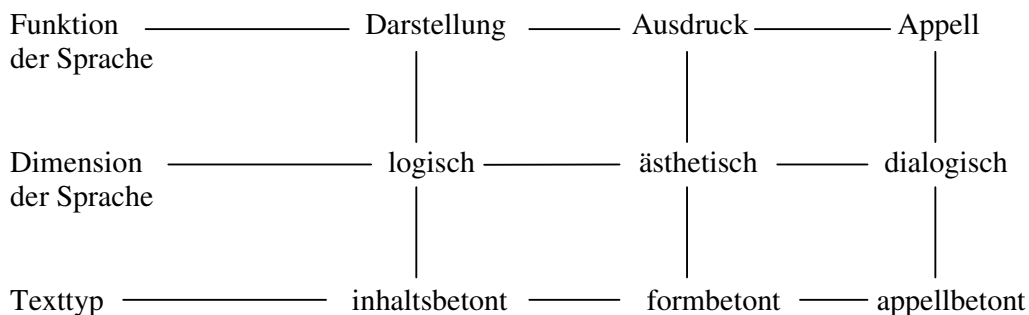 Funktion Darstellung Ausdruck Appell
der Sprache
Dimension logisch ästhetisch dialogisch
der Sprache
Texttyp inhaltsbetont formbetont appellbetont